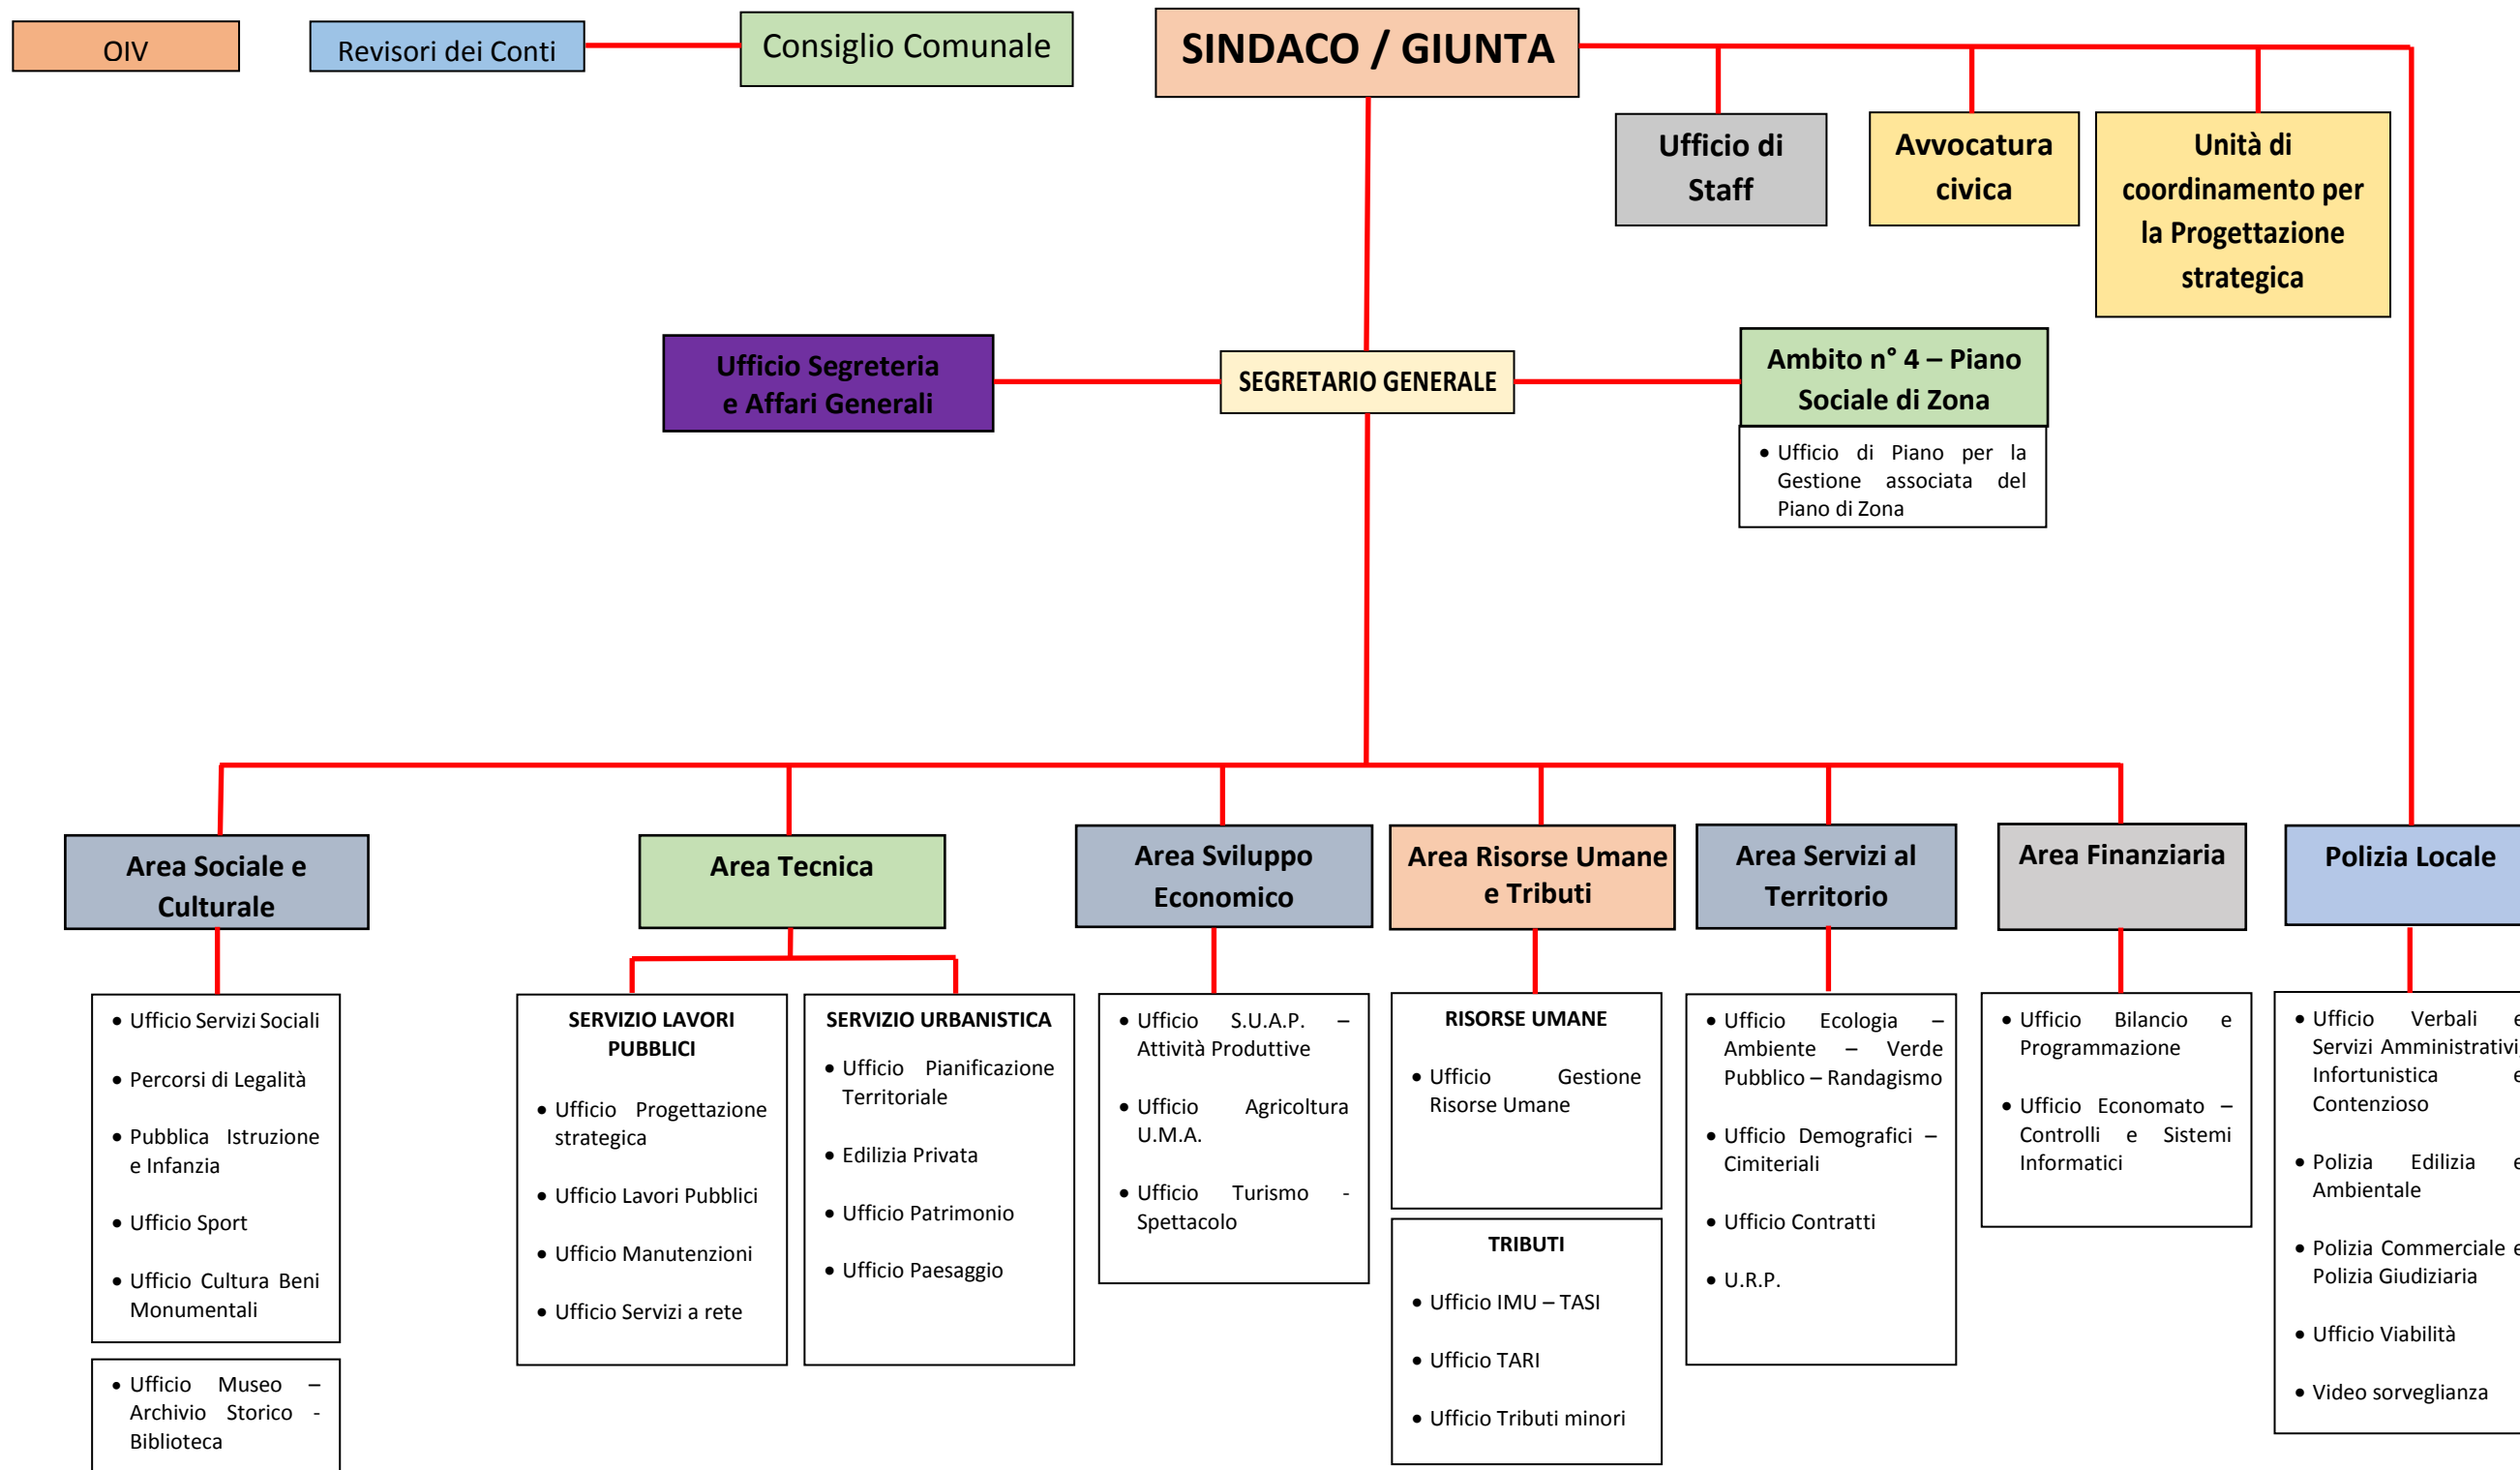 OIV
Revisori dei Conti
Consiglio Comunale
SINDACO / GIUNTA
Ufficio di
Staff
Avvocatura
civica
Unità di
coordinamento per
la Progettazione
strategica
Ufficio Segreteria
e Affari Generali
SEGRETARIO GENERALE
Ambito n° 4 – Piano
Sociale di Zona
• Ufficio di Piano per la
Gestione associata del
Piano di Zona
Area Sociale e
Culturale
Area Tecnica
Area Sviluppo
Economico
Area Risorse Umane
e Tributi
Area Servizi al
Territorio
Area Finanziaria
Polizia Locale
• Ufficio Servizi Sociali
• Percorsi di Legalità
• Pubblica Istruzione
e Infanzia
• Ufficio Sport
• Ufficio Cultura Beni
Monumentali
• Ufficio Museo –
Archivio Storico -
Biblioteca
SERVIZIO LAVORI
PUBBLICI
• Ufficio Progettazione
strategica
• Ufficio Lavori Pubblici
• Ufficio Manutenzioni
• Ufficio Servizi a rete
SERVIZIO URBANISTICA
• Ufficio Pianificazione
Territoriale
• Edilizia Privata
• Ufficio Patrimonio
• Ufficio Paesaggio
• Ufficio S.U.A.P. –
Attività Produttive
• Ufficio Agricoltura
U.M.A.
• Ufficio Turismo -
Spettacolo
RISORSE UMANE
• Ufficio Gestione
Risorse Umane
TRIBUTI
• Ufficio IMU – TASI
• Ufficio TARI
• Ufficio Tributi minori
• Ufficio Ecologia –
Ambiente – Verde
Pubblico – Randagismo
• Ufficio Demografici –
Cimiteriali
• Ufficio Contratti
• U.R.P.
• Ufficio Bilancio e
Programmazione
• Ufficio Economato –
Controlli e Sistemi
Informatici
• Ufficio Verbali e
Servizi Amministrativi,
Infortunistica e
Contenzioso
• Polizia Edilizia e
Ambientale
• Polizia Commerciale e
Polizia Giudiziaria
• Ufficio Viabilità
• Video sorveglianza